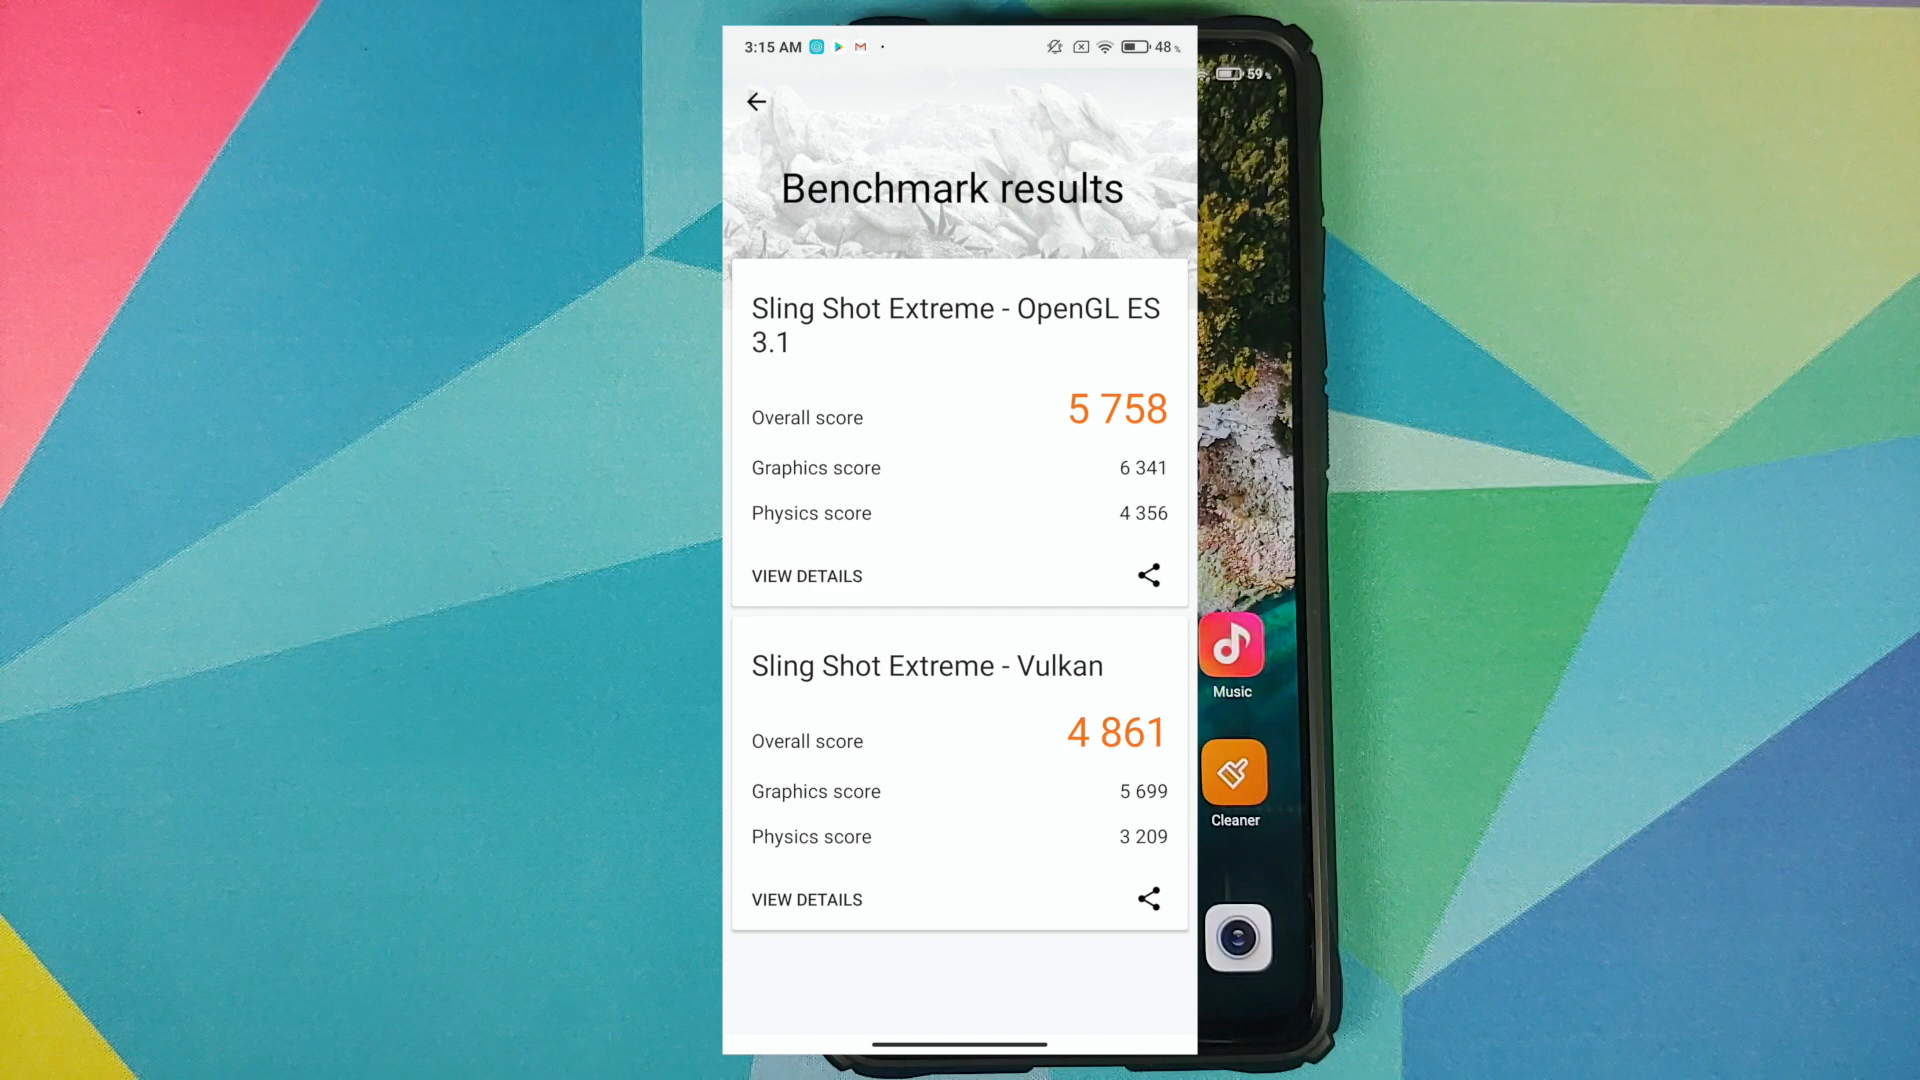 3:15 AM
48 %
59 %
Benchmark results
Sling Shot Extreme - OpenGL ES
3.1
Overall score 5 758
Graphics score 6 341
Physics score 4 356
VIEW DETAILS
Sling Shot Extreme - Vulkan
Overall score 4 861
Graphics score 5 699
Physics score 3 209
VIEW DETAILS
Music
Cleaner